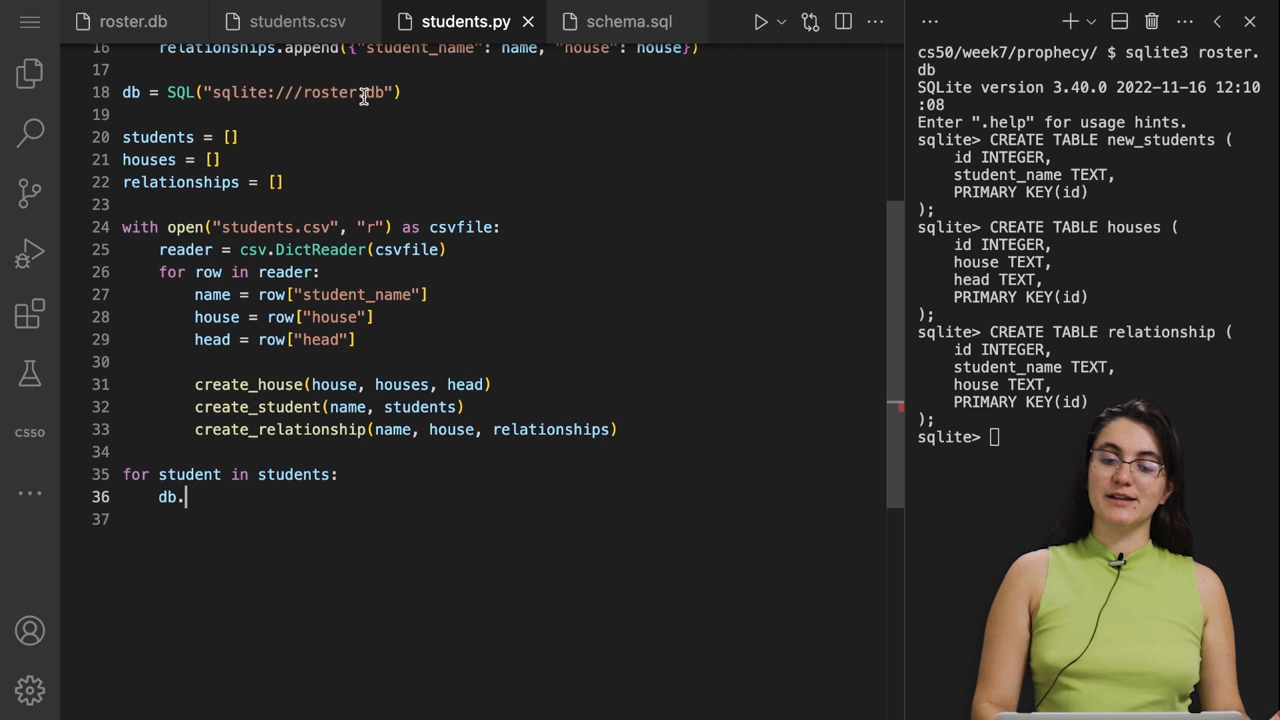 roster.db
students.csv
students.py
schema.sql
16 relationships.append({"student_name": name, "house": house})
17
18 db = SQL("sqlite:///roster.db")
19
20 students = []
21 houses = []
22 relationships = []
23
24 with open("students.csv", "r") as csvfile:
25 reader = csv.DictReader(csvfile)
26 for row in reader:
27 name = row["student_name"]
28 house = row["house"]
29 head = row["head"]
30
31 create_house(house, houses, head)
32 create_student(name, students)
33 create_relationship(name, house, relationships)
34
35 for student in students:
36 db.
37
CS50
cs50/week7/prophecy/ $ sqlite3 roster.
db
SQLite version 3.40.0 2022-11-16 12:10
:08
Enter ".help" for usage hints.
sqlite> CREATE TABLE new_students (
id INTEGER,
student_name TEXT,
PRIMARY KEY(id)
);
sqlite> CREATE TABLE houses (
id INTEGER,
house TEXT,
head TEXT,
PRIMARY KEY(id)
);
sqlite> CREATE TABLE relationship (
id INTEGER,
student_name TEXT,
house TEXT,
PRIMARY KEY(id)
);
sqlite>